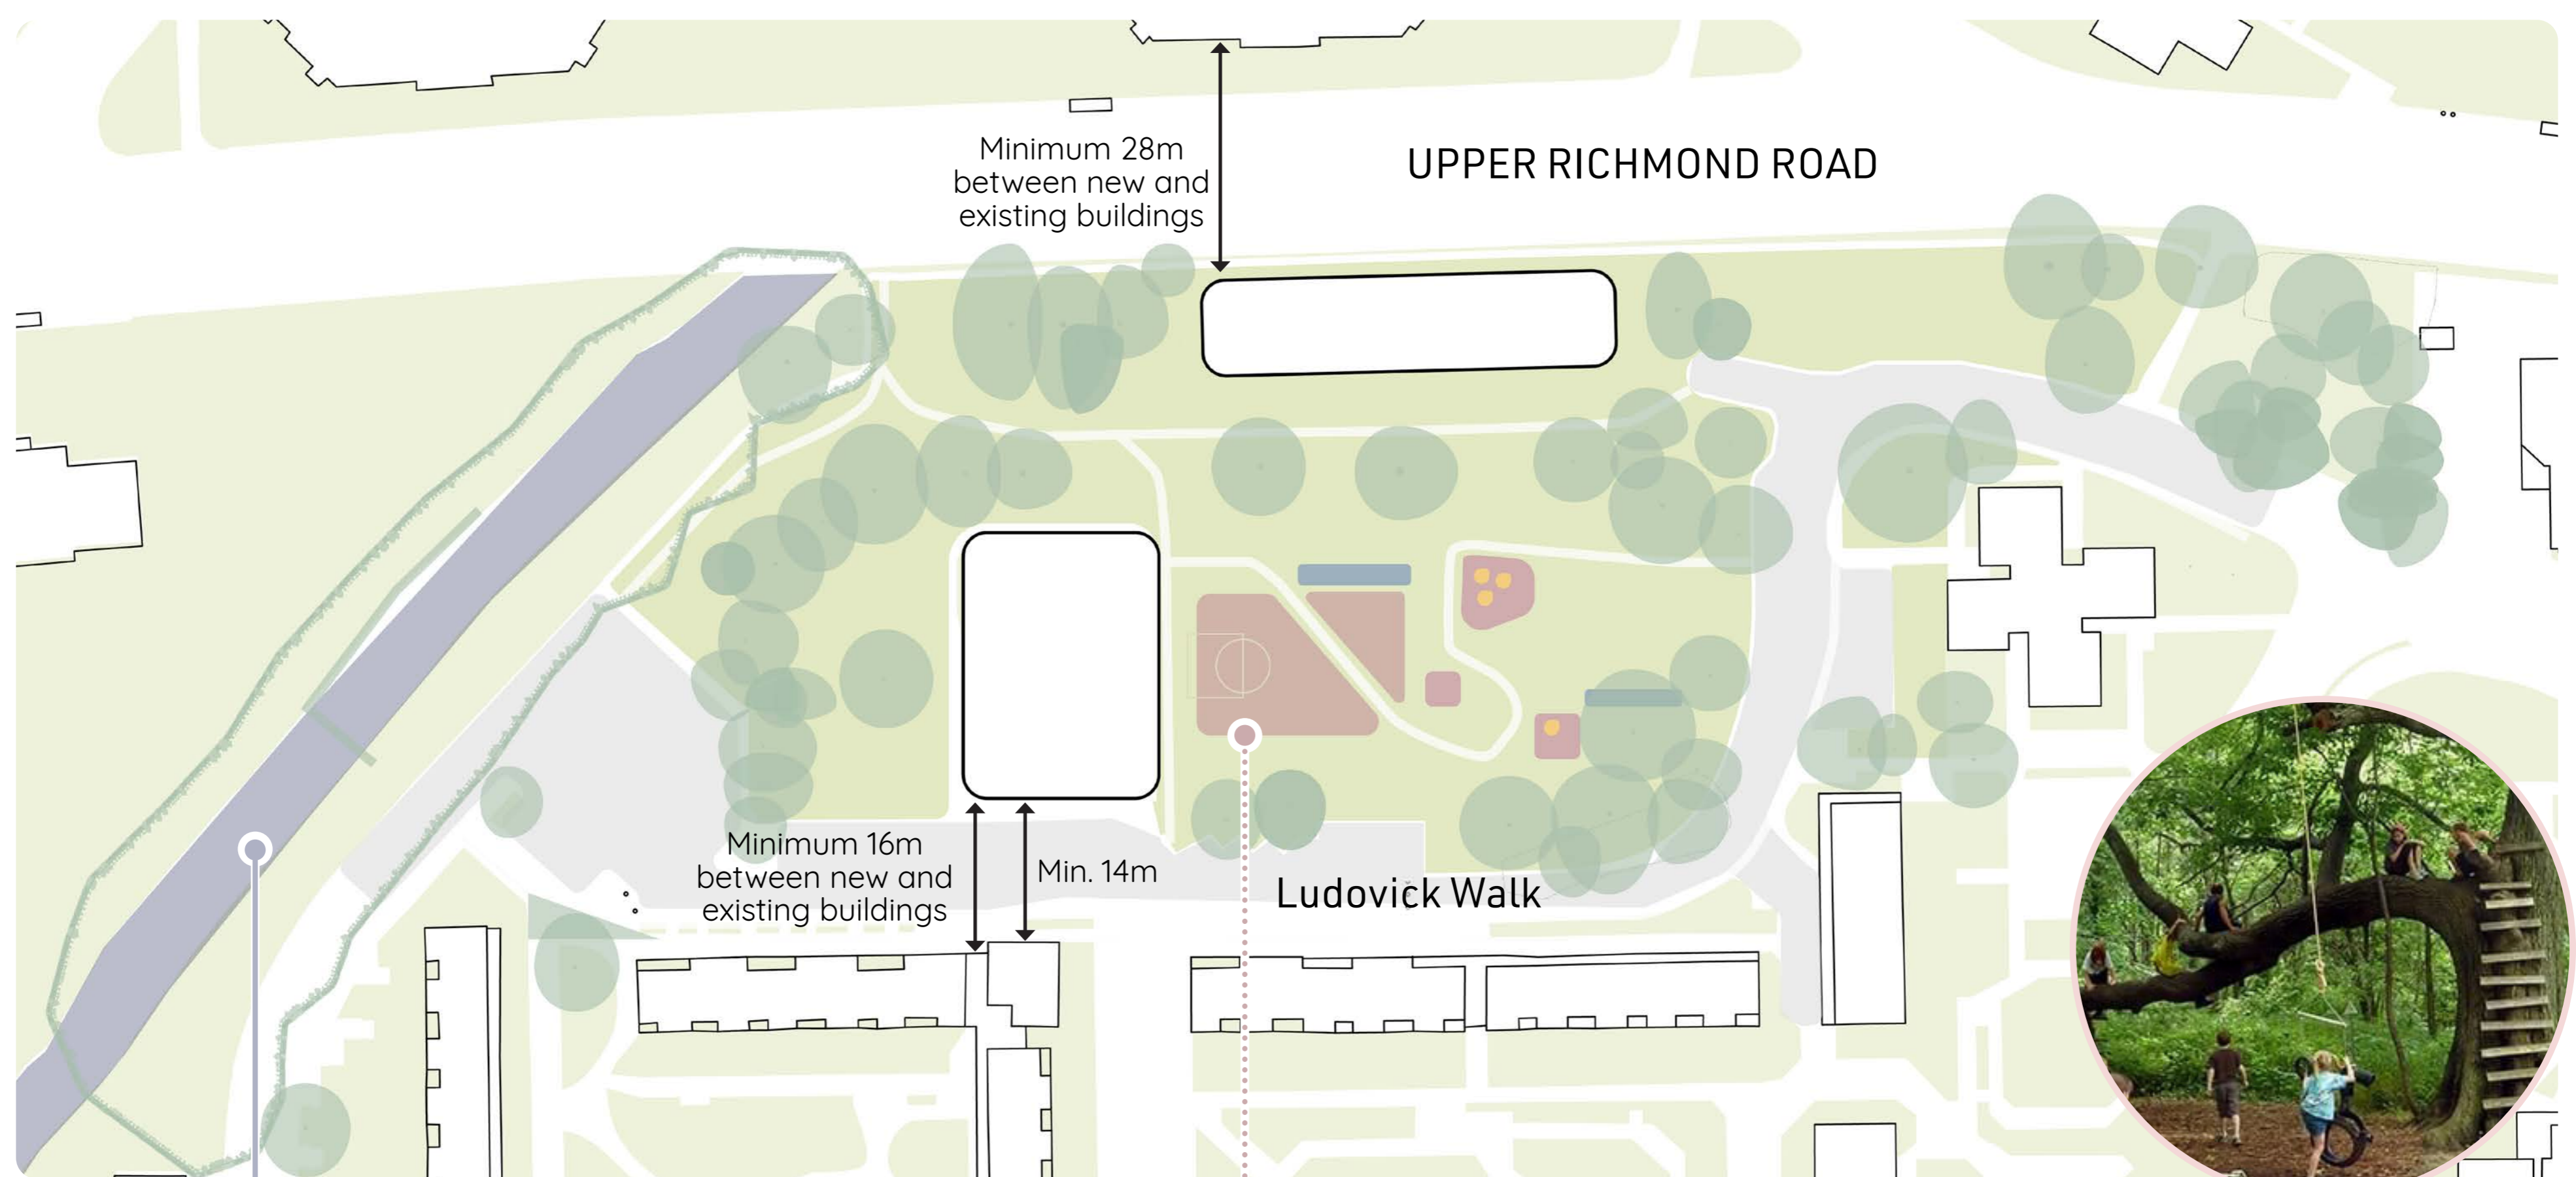 Minimum 28m
between new and
existing buildings
UPPER RICHMOND ROAD
Minimum 16m
between new and
existing buildings
Min. 14m
Ludovick Walk